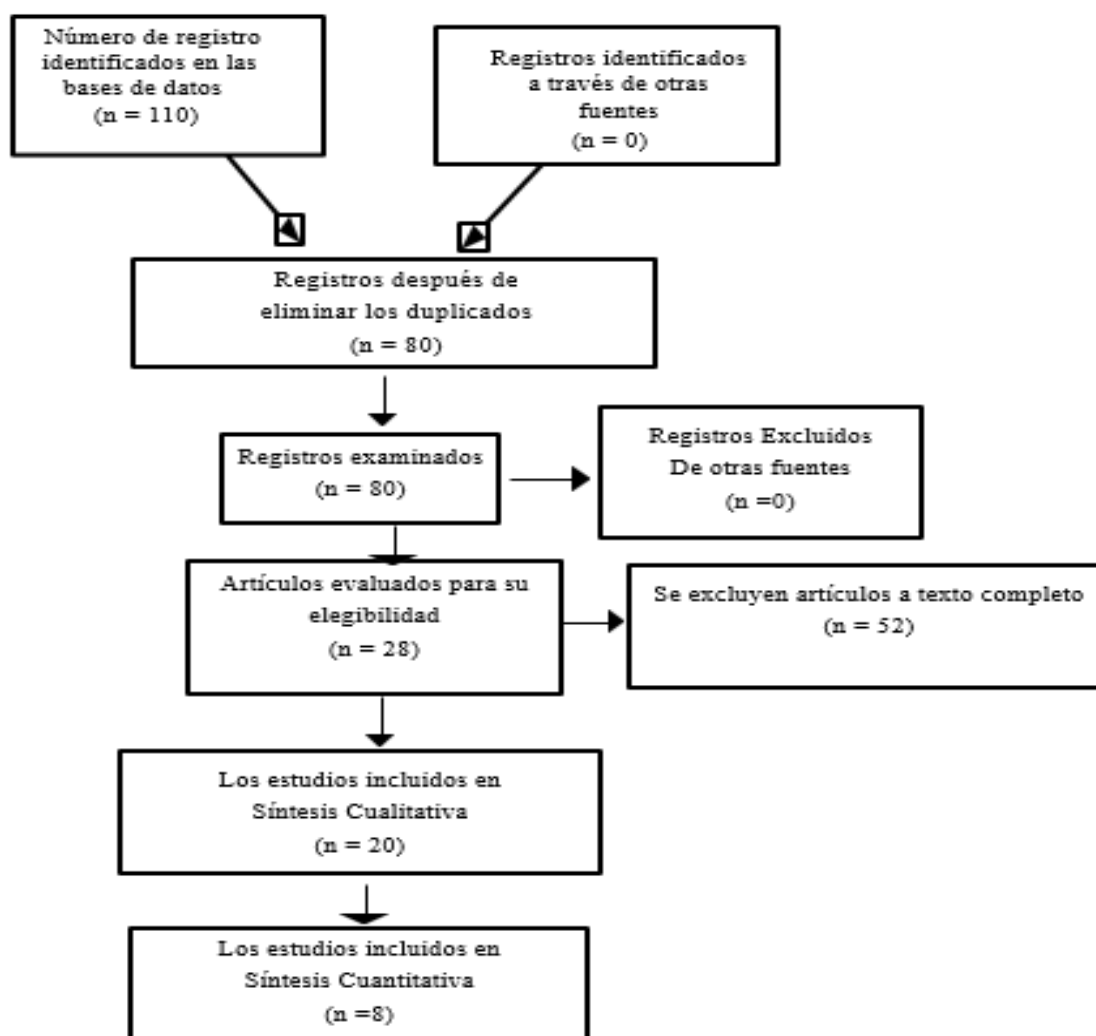 Número de registro
identificados en las
bases de datos
(n = 110)
Registros identificados
a través de otras
fuentes
(n = 0)
Registros después de
eliminar los duplicados
(n = 80)
Registros examinados
(n = 80)
Registros Excluidos
De otras fuentes
(n =0)
Artículos evaluados para su
elegibilidad
(n = 28)
Se excluyen artículos a texto completo
(n = 52)
Los estudios incluidos en
Síntesis Cualitativa
(n = 20)
Los estudios incluidos en
Síntesis Cuantitativa
(n =8)